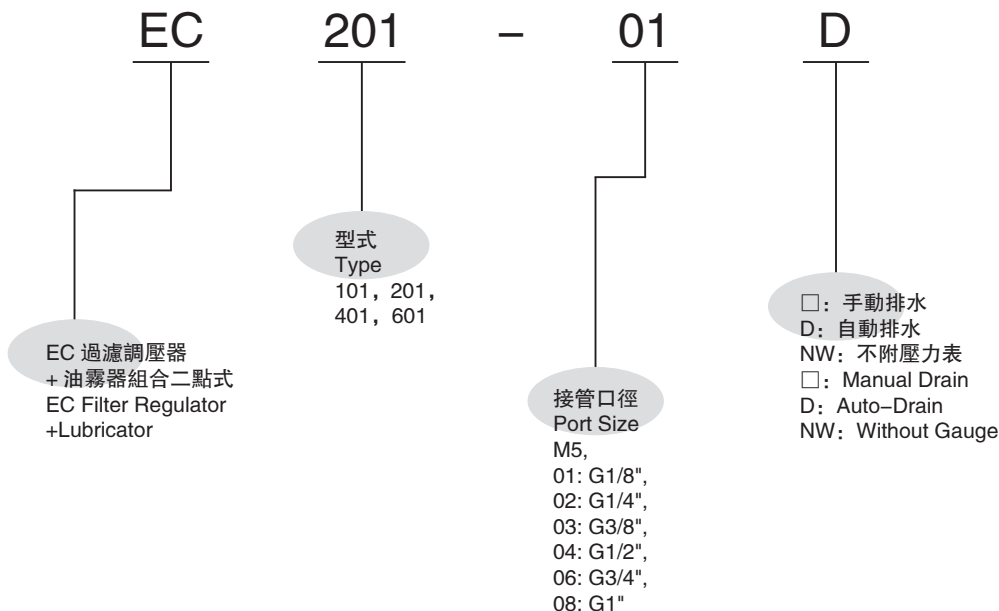 EC 201 – 01 D
型式
Type
101，201，
401，601
EC 過濾調壓器
+ 油霧器組合二點式
EC Filter Regulator
+Lubricator
接管口徑
Port Size
M5,
01: G1/8",
02: G1/4",
03: G3/8",
04: G1/2",
06: G3/4",
08: G1"
□：手動排水
D：自動排水
NW：不附壓力表
□：Manual Drain
D：Auto–Drain
NW：Without Gauge